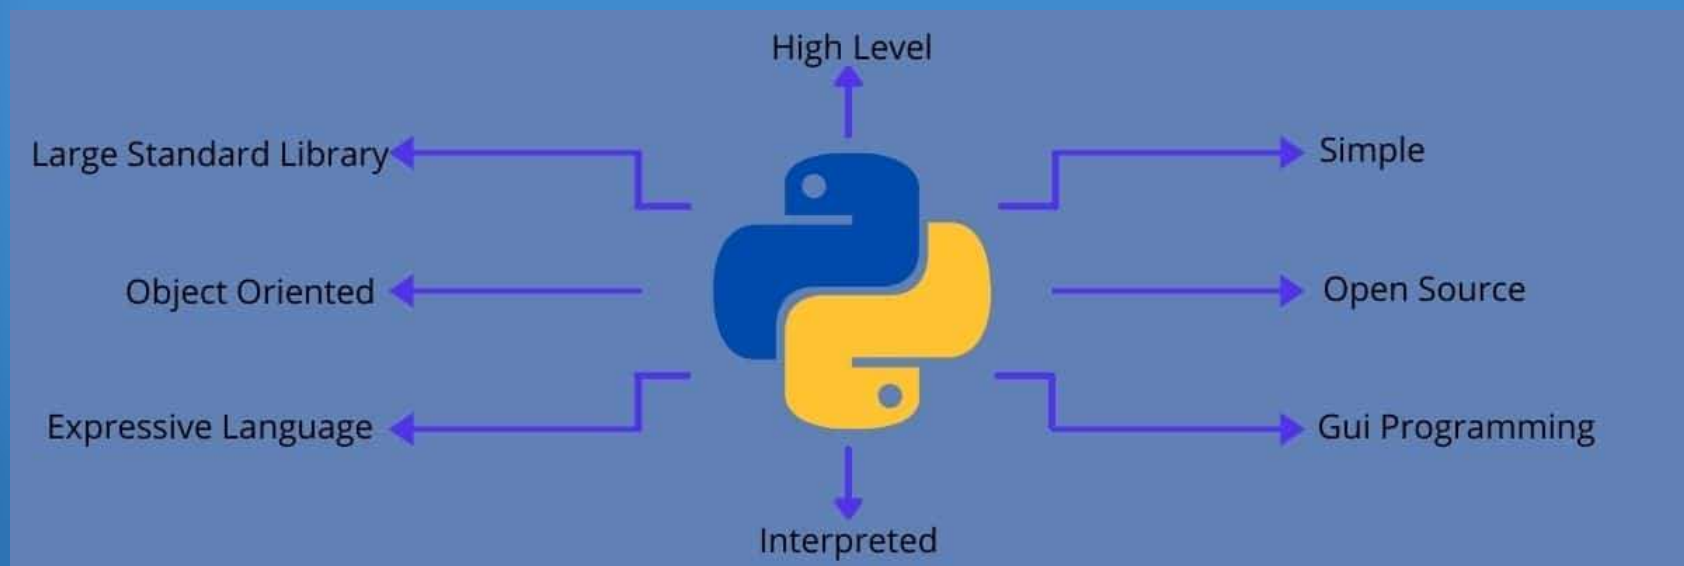 High Level
Large Standard Library
Simple
Object Oriented
Open Source
Expressive Language
Gui Programming
Interpreted